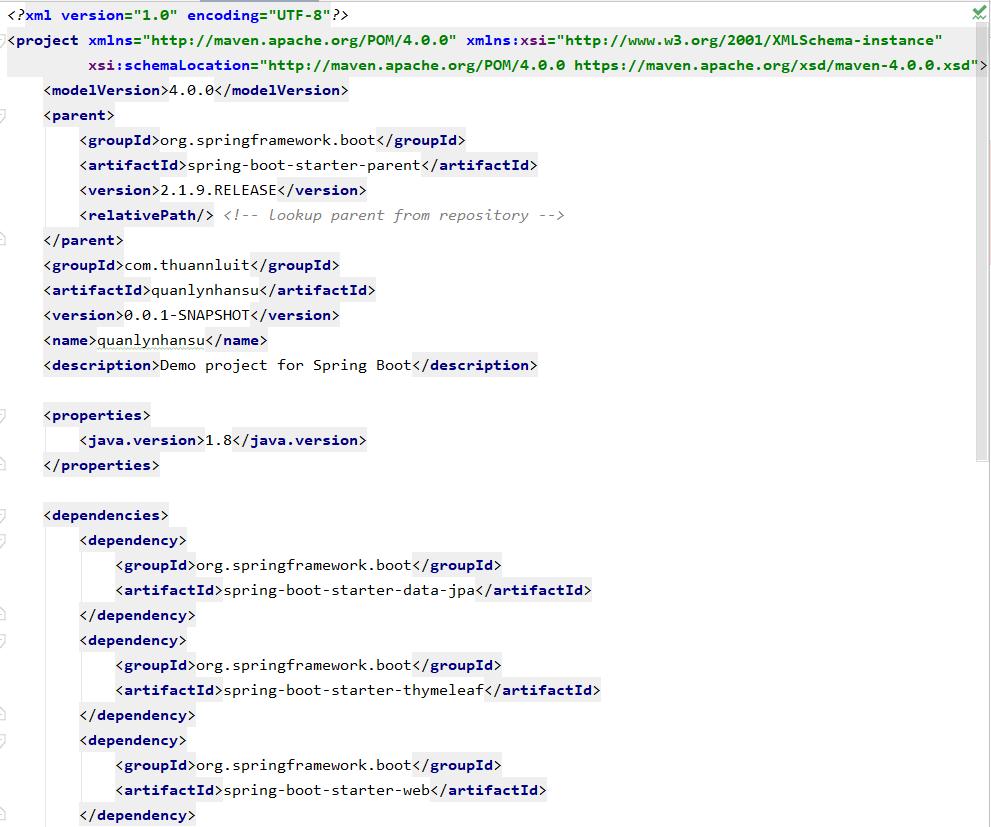 <?xml version="1.0" encoding="UTF-8"?>
<project xmlns="http://maven.apache.org/POM/4.0.0" xmlns:xsi="http://www.w3.org/2001/XMLSchema-instance"
         xsi:schemaLocation="http://maven.apache.org/POM/4.0.0 https://maven.apache.org/xsd/maven-4.0.0.xsd">
    <modelVersion>4.0.0</modelVersion>
    <parent>
        <groupId>org.springframework.boot</groupId>
        <artifactId>spring-boot-starter-parent</artifactId>
        <version>2.1.9.RELEASE</version>
        <relativePath/> <!-- lookup parent from repository -->
    </parent>
    <groupId>com.thuannluit</groupId>
    <artifactId>quanlynhansu</artifactId>
    <version>0.0.1-SNAPSHOT</version>
    <name>quanlynhansu</name>
    <description>Demo project for Spring Boot</description>

    <properties>
        <java.version>1.8</java.version>
    </properties>

    <dependencies>
        <dependency>
            <groupId>org.springframework.boot</groupId>
            <artifactId>spring-boot-starter-data-jpa</artifactId>
        </dependency>
        <dependency>
            <groupId>org.springframework.boot</groupId>
            <artifactId>spring-boot-starter-thymeleaf</artifactId>
        </dependency>
        <dependency>
            <groupId>org.springframework.boot</groupId>
            <artifactId>spring-boot-starter-web</artifactId>
        </dependency>